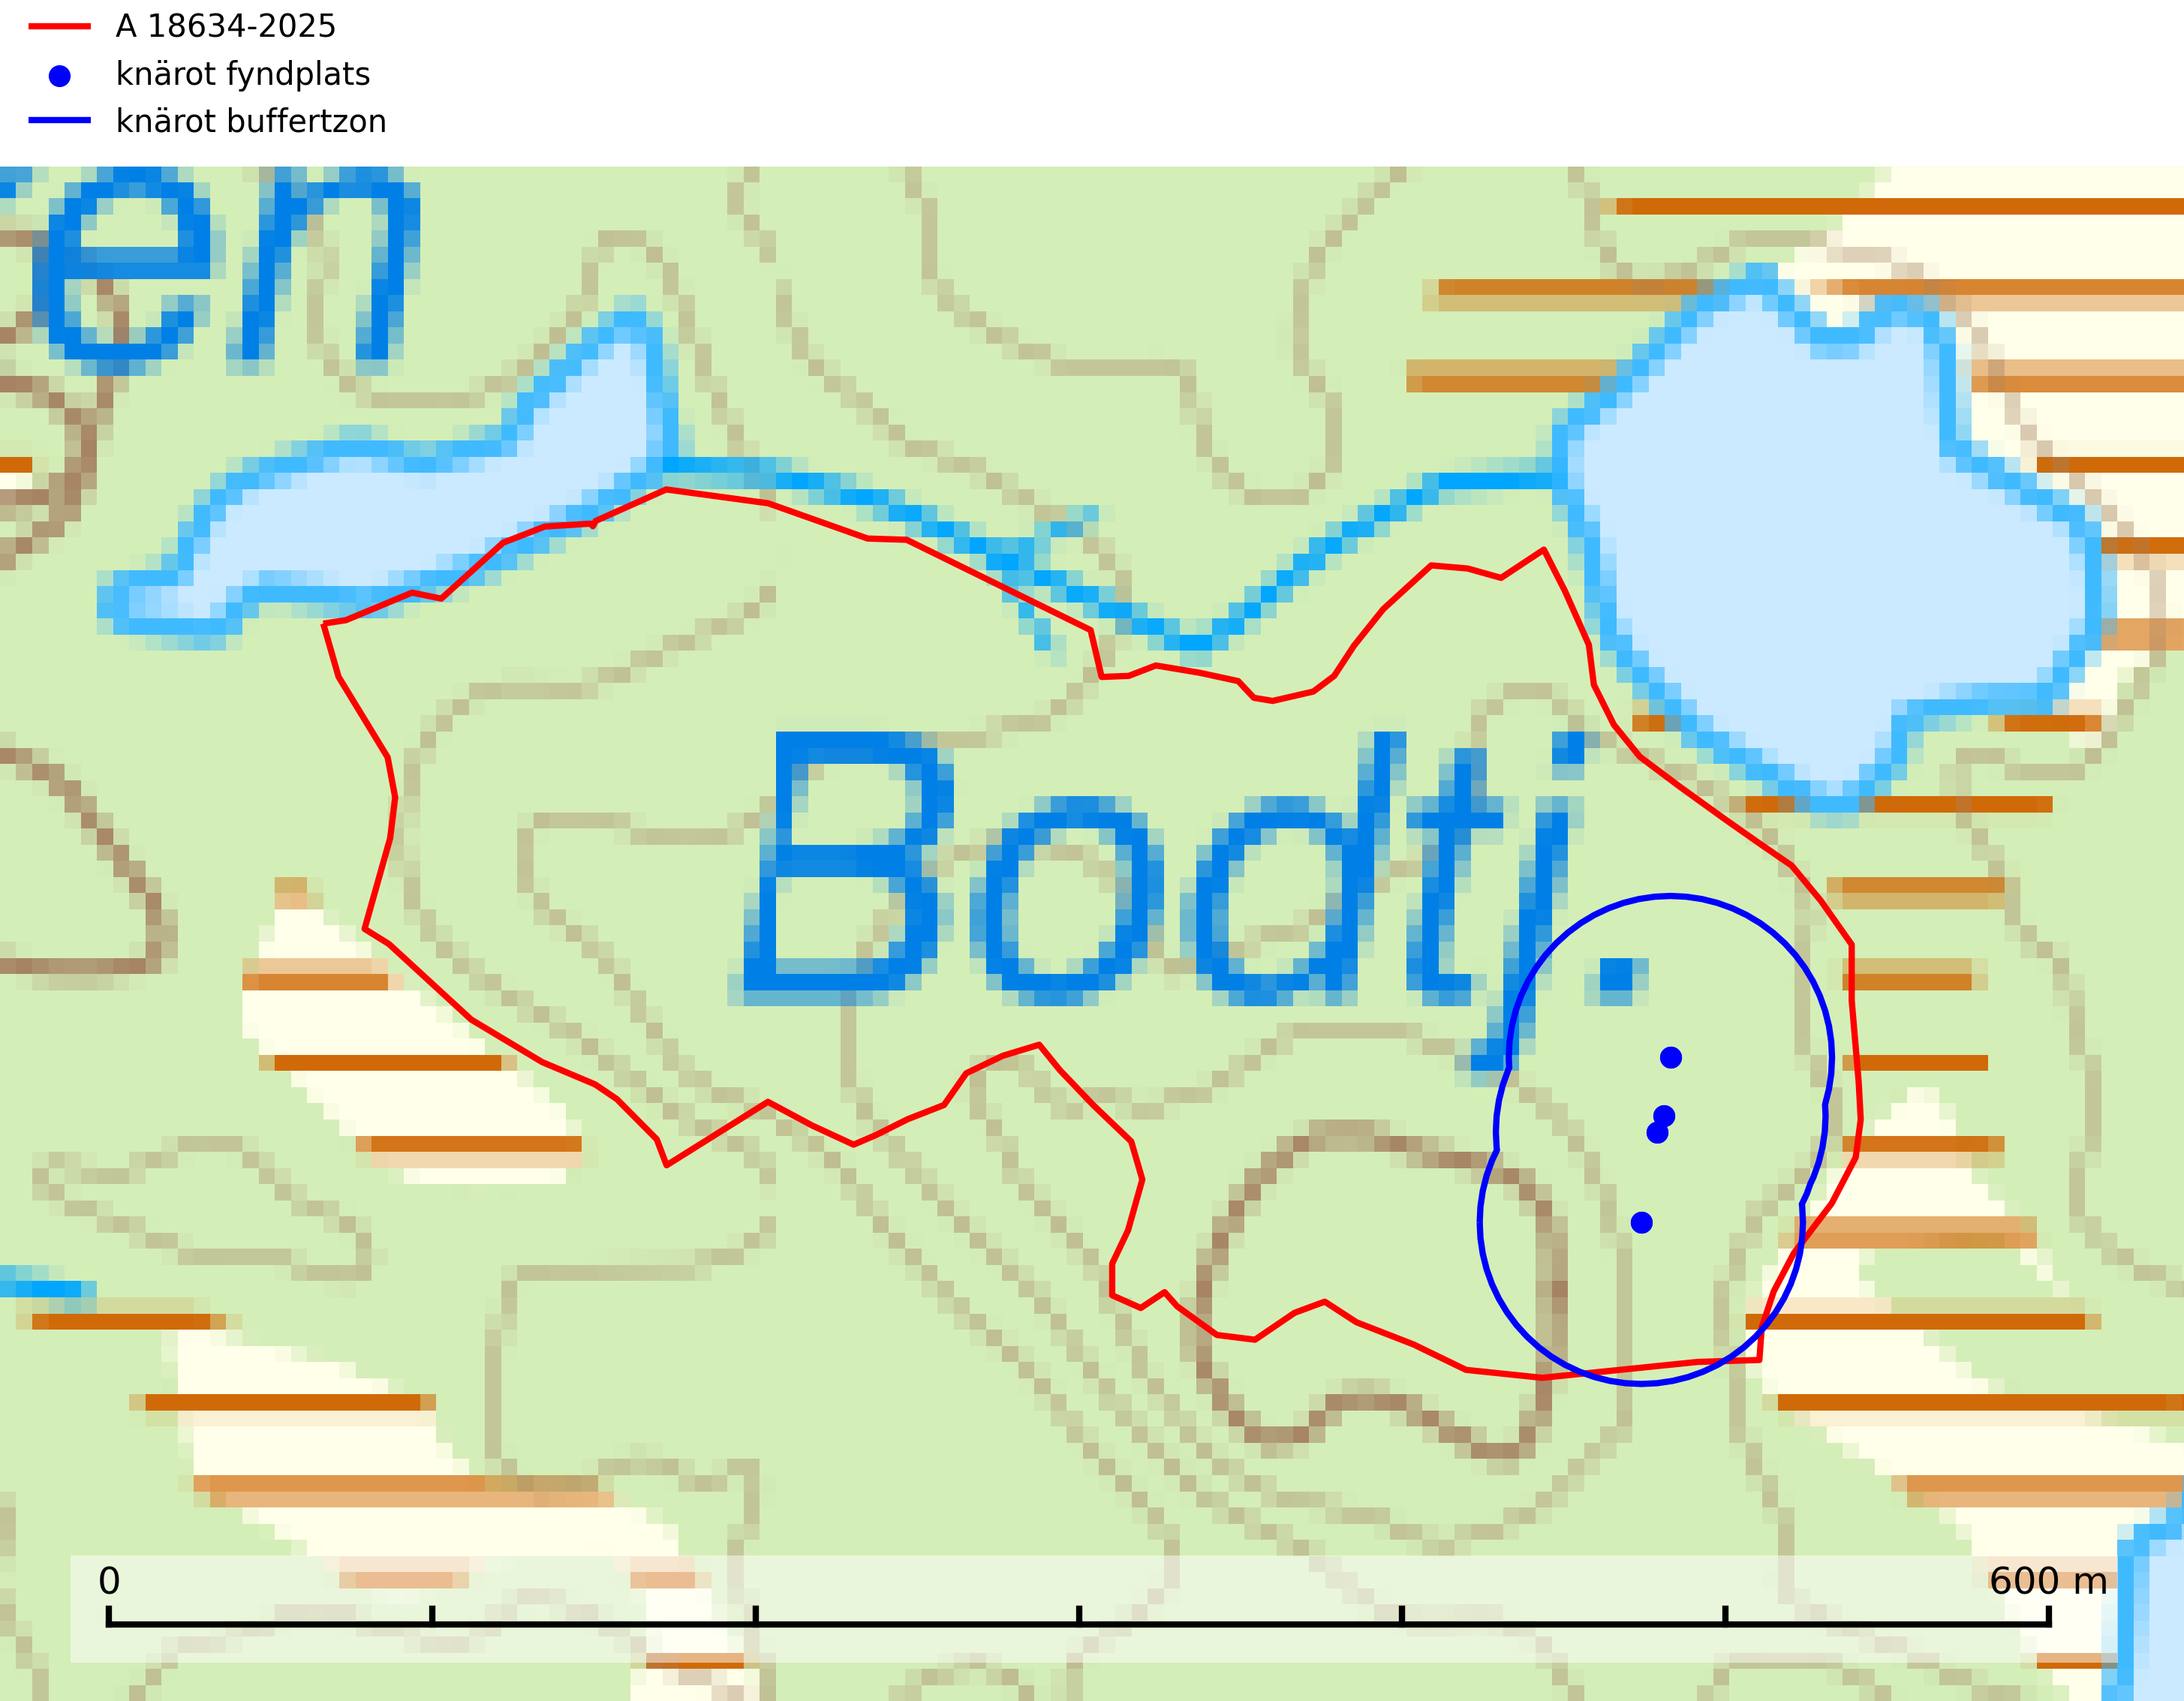 A 18634-2025
knärot fyndplats
knärot buffertzon
en
Bodtj.
0 600 m